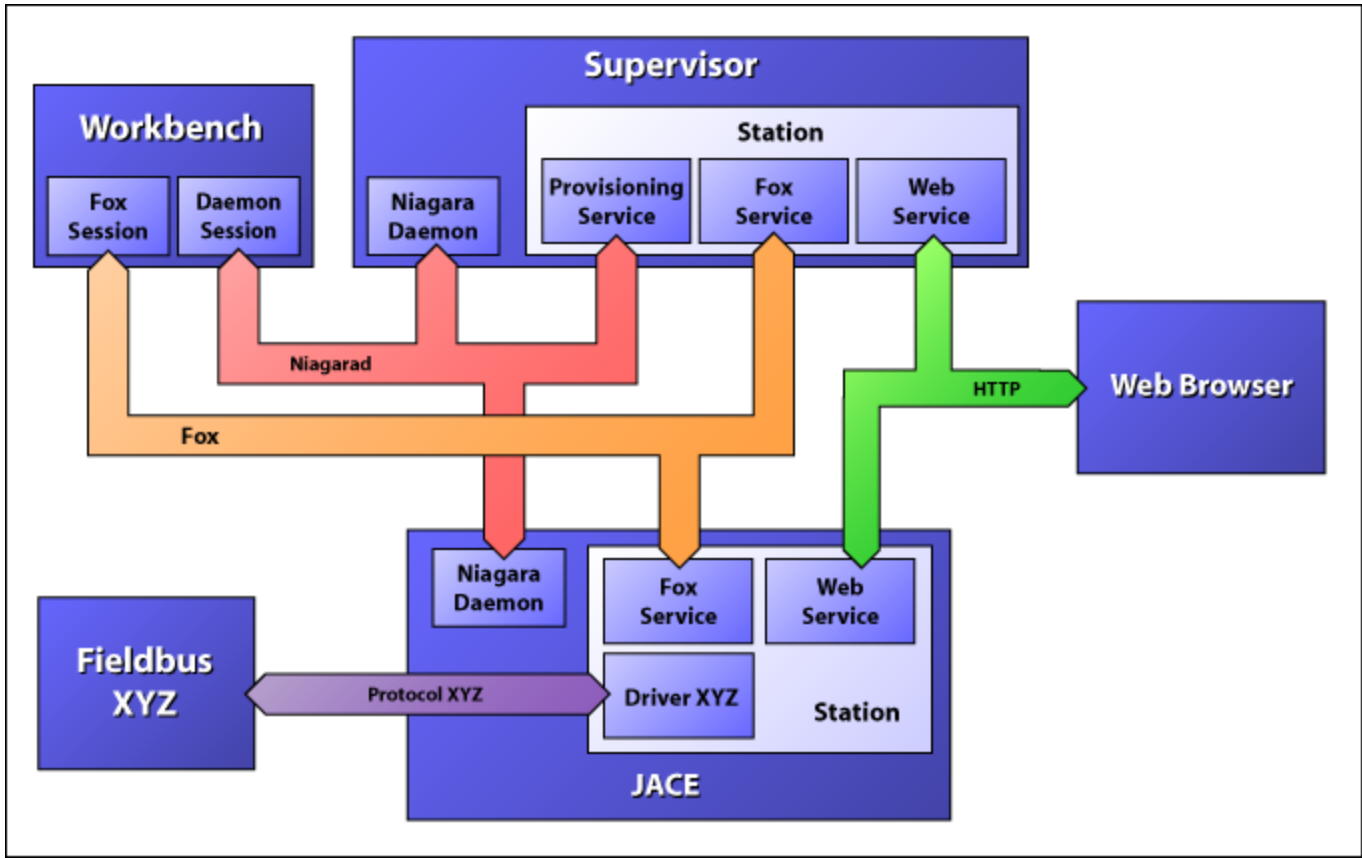 Supervisor
Workbench
Station
Fox
Session
Daemon
Session
Niagara
Daemon
Provisioning
Service
Fox
Service
Web
Service
Niagarad
HTTP
Web Browser
Fox
Niagara
Daemon
Fox
Service
Web
Service
Fieldbus
XYZ
Protocol XYZ
Driver XYZ
Station
JACE